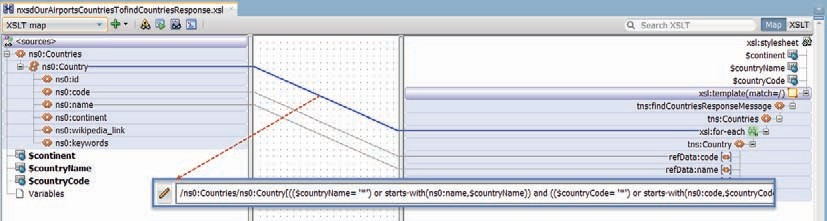 nxsdOurAirportsCountriesTofindCountriesResponse.xsl
XSLT map
Search XSLT
Map
XSLT
<sources>
xsl:stylesheet
ns0:Countries
$continent
ns0:Country
$countryName
ns0:id
$countryCode
ns0:code
xsl:template(match=/)
ns0:name
tns:findCountriesResponseMessage
ns0:continent
tns:Countries
ns0:wikipedia_link
xsl:for-each
ns0:keywords
tns:Country
$continent
refData:code
$countryName
refData:name
$countryCode
Variables
/ns0:Countries/ns0:Country[(($countryName= "*") or starts-with(ns0:name,$countryName)) and (($countryCode= "*") or starts-with(ns0:code,$countryCod